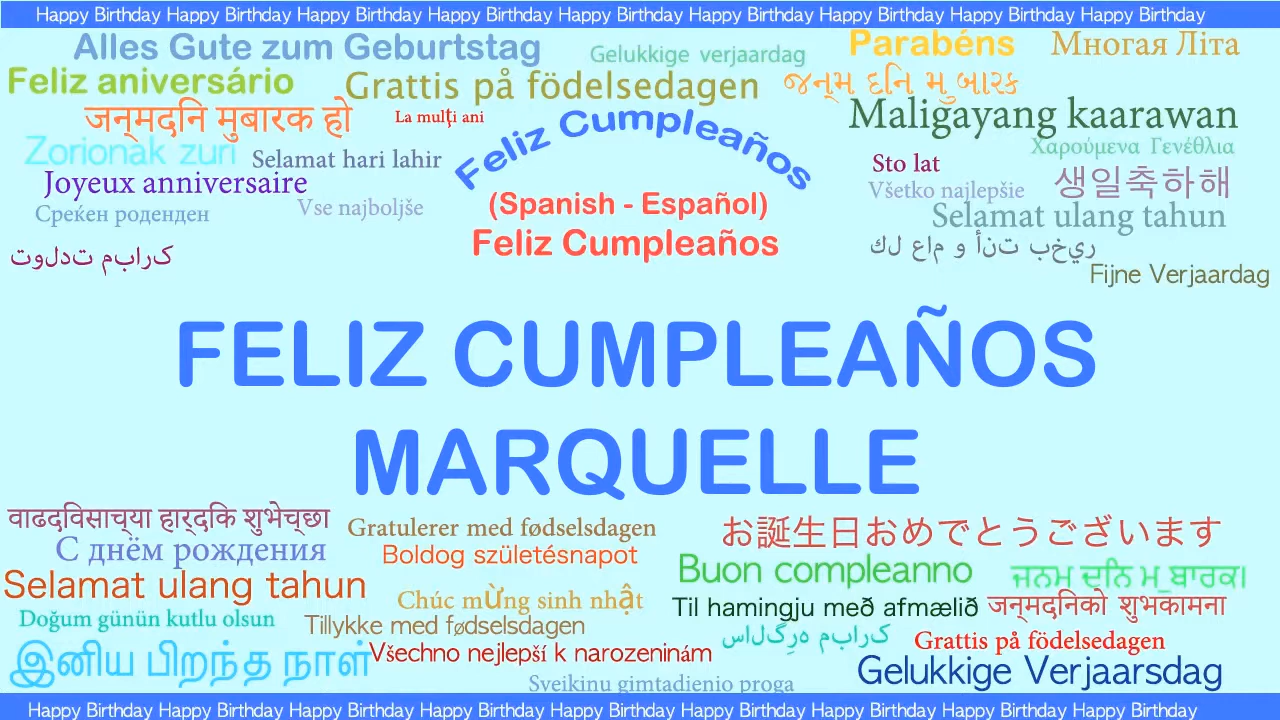 Happy Birthday Happy Birthday Happy Birthday Happy Birthday Happy Birthday Happy Birthday Happy Birthday Happy Birthday Happy Birthday
Alles Gute zum Geburtstag
Gelukkige verjaardag
Parabéns
Многая Літа
Feliz aniversário
Grattis på födelsedagen
જન્મ દિન મુબારક
जन्मदिन मुबारक हो
La mulţi ani
Feliz Cumpleaños
Maligayang kaarawan
Zorionak zuri
Selamat hari lahir
Sto lat
Χαρούμενα Γενέθλια
Joyeux anniversaire
(Spanish - Español)
Všetko najlepšie
생일축하해
Среќен роденден
Vse najboljše
Selamat ulang tahun
Feliz Cumpleaños
تولدت مبارک
كل عام و أنت بخير
Fijne Verjaardag
FELIZ CUMPLEAÑOS
MARQUELLE
वाढदिवसाच्या हार्दिक शुभेच्छा
Gratulerer med fødselsdagen
お誕生日おめでとうございます
С днём рождения
Boldog születésnapot
Buon compleanno
ਜਨਮ ਦਿਨ ਮੁਬਾਰਕ।
Selamat ulang tahun
Chúc mừng sinh nhật
Til hamingju með afmælið
जन्मदिनको शुभकामना
Doğum günün kutlu olsun
Tillykke med fødselsdagen
سالگرہ مبارک
Grattis på födelsedagen
இனிய பிறந்த நாள்
Všechno nejlepší k narozeninám
Gelukkige Verjaarsdag
Sveikinu gimtadienio proga
Happy Birthday Happy Birthday Happy Birthday Happy Birthday Happy Birthday Happy Birthday Happy Birthday Happy Birthday Happy Birthday